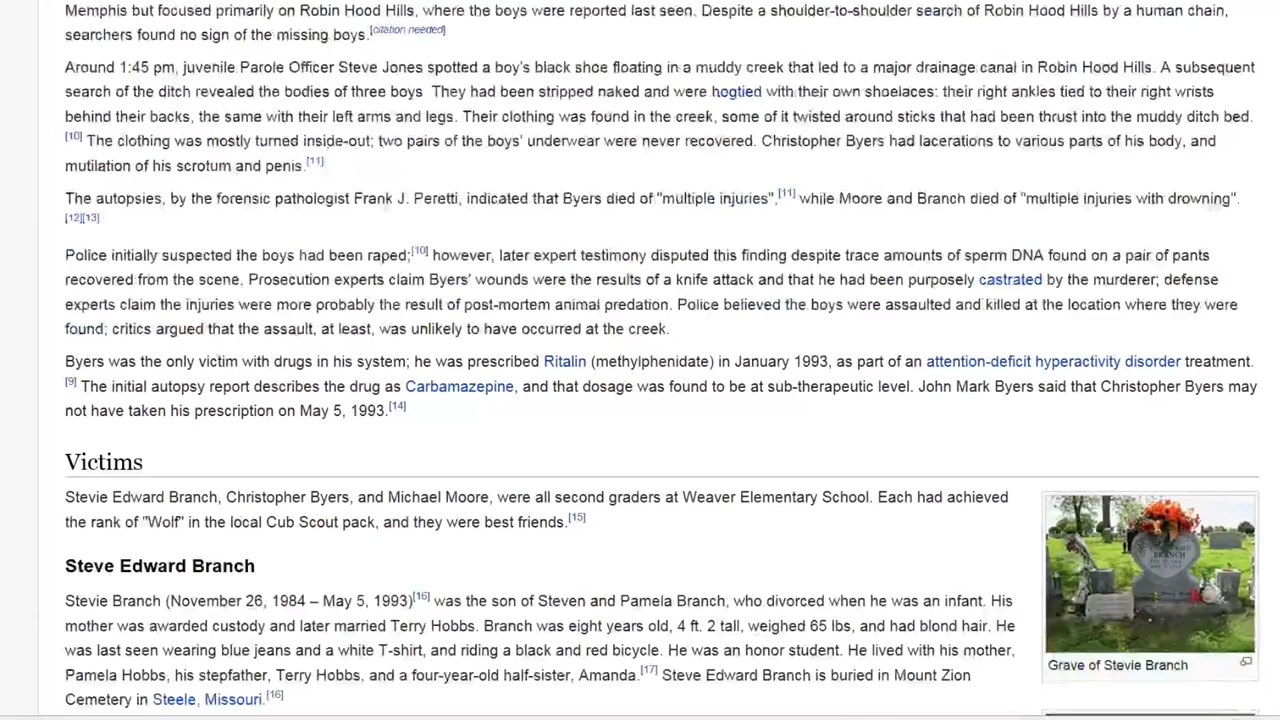 Memphis but focused primarily on Robin Hood Hills, where the boys were reported last seen. Despite a shoulder-to-shoulder search of Robin Hood Hills by a human chain,
searchers found no sign of the missing boys.[citation needed]
Around 1:45 pm, juvenile Parole Officer Steve Jones spotted a boy's black shoe floating in a muddy creek that led to a major drainage canal in Robin Hood Hills. A subsequent
search of the ditch revealed the bodies of three boys. They had been stripped naked and were hogtied with their own shoelaces: their right ankles tied to their right wrists
behind their backs, the same with their left arms and legs. Their clothing was found in the creek, some of it twisted around sticks that had been thrust into the muddy ditch bed.
[10] The clothing was mostly turned inside-out; two pairs of the boys' underwear were never recovered. Christopher Byers had lacerations to various parts of his body, and
mutilation of his scrotum and penis.[11]
The autopsies, by the forensic pathologist Frank J. Peretti, indicated that Byers died of "multiple injuries",[11] while Moore and Branch died of "multiple injuries with drowning".
[12][13]
Police initially suspected the boys had been raped;[10] however, later expert testimony disputed this finding despite trace amounts of sperm DNA found on a pair of pants
recovered from the scene. Prosecution experts claim Byers' wounds were the results of a knife attack and that he had been purposely castrated by the murderer; defense
experts claim the injuries were more probably the result of post-mortem animal predation. Police believed the boys were assaulted and killed at the location where they were
found; critics argued that the assault, at least, was unlikely to have occurred at the creek.
Byers was the only victim with drugs in his system; he was prescribed Ritalin (methylphenidate) in January 1993, as part of an attention-deficit hyperactivity disorder treatment.
[9] The initial autopsy report describes the drug as Carbamazepine, and that dosage was found to be at sub-therapeutic level. John Mark Byers said that Christopher Byers may
not have taken his prescription on May 5, 1993.[14]
Victims
Stevie Edward Branch, Christopher Byers, and Michael Moore, were all second graders at Weaver Elementary School. Each had achieved
the rank of "Wolf" in the local Cub Scout pack, and they were best friends.[15]
Steve Edward Branch
Stevie Branch (November 26, 1984 – May 5, 1993)[16] was the son of Steven and Pamela Branch, who divorced when he was an infant. His
mother was awarded custody and later married Terry Hobbs. Branch was eight years old, 4 ft. 2 tall, weighed 65 lbs, and had blond hair. He
was last seen wearing blue jeans and a white T-shirt, and riding a black and red bicycle. He was an honor student. He lived with his mother,
Pamela Hobbs, his stepfather, Terry Hobbs, and a four-year-old half-sister, Amanda.[17] Steve Edward Branch is buried in Mount Zion
Cemetery in Steele, Missouri.[16]
BRANCH
Grave of Stevie Branch